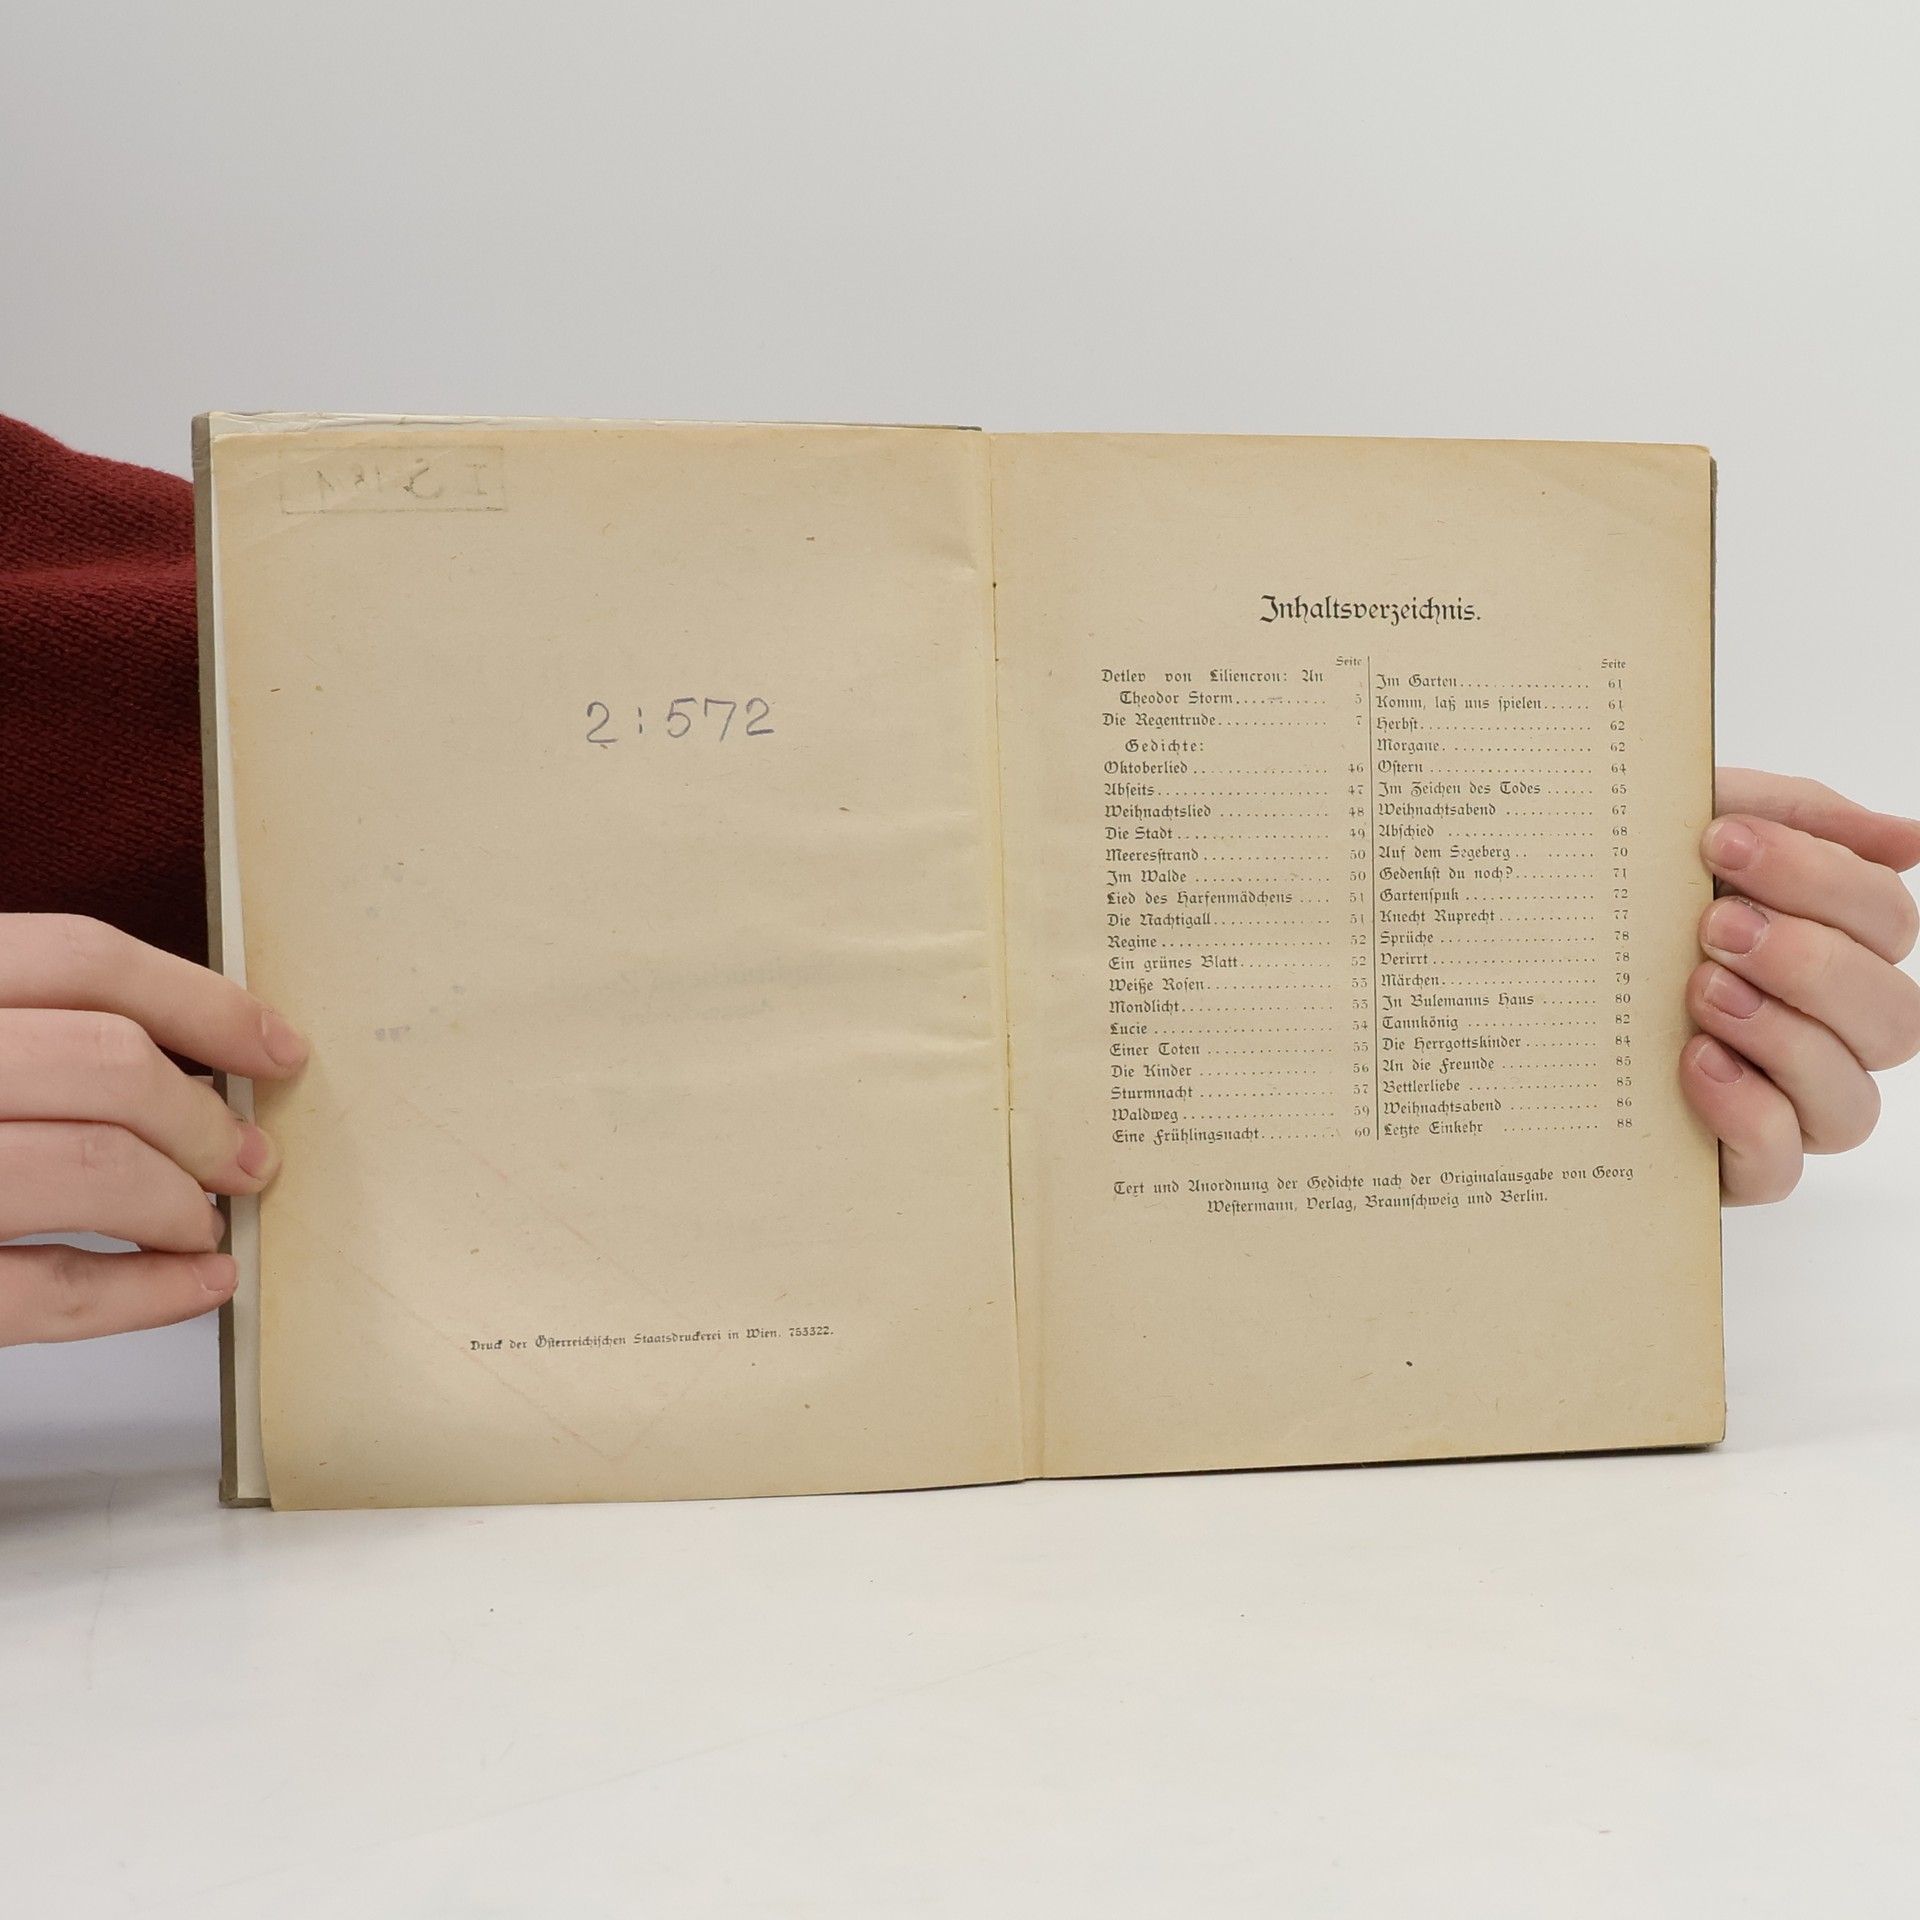 2:572
Druck der Österreichischen Staatsdruckerei in Wien. 753322.
Inhaltsverzeichnis.
Seite
Detlev von Liliencron: An
Theodor Storm.......... 5
Die Regentrude............. 7
Gedichte:
Oktoberlied............... 46
Abseits.................... 47
Weihnachtslied ............. 48
Die Stadt.................. 49
Meeresstrand............... 50
Im Walde .................. 50
Lied des Harfenmädchens .... 51
Die Nachtigall............. 51
Regine..................... 52
Ein grünes Blatt........... 52
Weiße Rosen................ 53
Mondlicht.................. 53
Lucie ..................... 54
Einer Toten ............... 55
Die Kinder ................ 56
Sturmnacht ................ 57
Waldweg.................... 59
Eine Frühlingsnacht......... 60
Seite
Im Garten.................. 61
Komm, laß uns spielen...... 61
Herbst..................... 62
Morgane.................... 62
Ostern .................... 64
Im Zeichen des Todes ...... 65
Weihnachtsabend ........... 67
Abschied .................. 68
Auf dem Segeberg.. ...... 70
Gedenkst du noch?.......... 71
Gartenspuk ................ 72
Knecht Ruprecht............ 77
Sprüche ................... 78
Verirrt.................... 78
Märchen.................... 79
In Bulemanns Haus ....... 80
Tannkönig ................. 82
Die Herrgottskinder......... 84
An die Freunde ............ 85
Bettlerliebe .............. 85
Weihnachtsabend ........... 86
Letzte Einkehr ............ 88
Text und Anordnung der Gedichte nach der Originalausgabe von Georg
Westermann, Verlag, Braunschweig und Berlin.